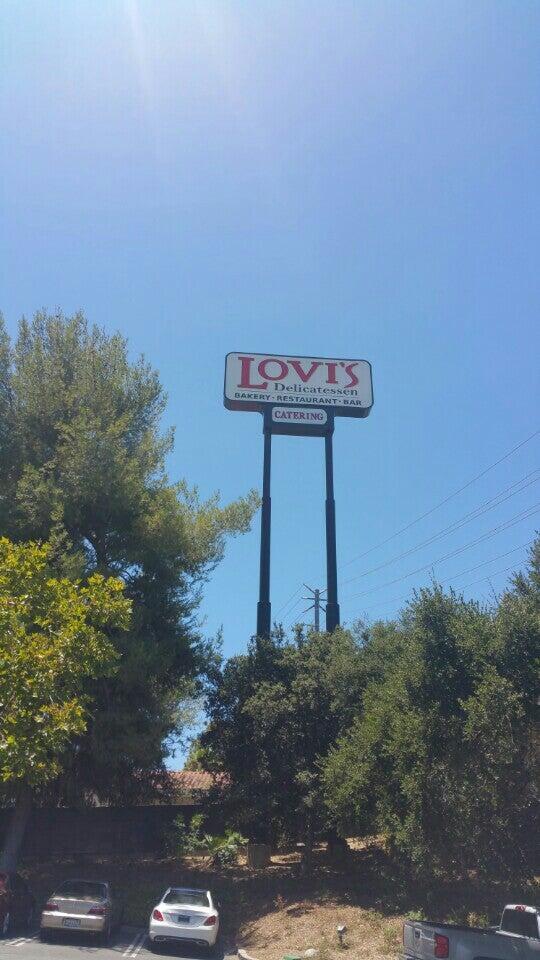 LOVI'S
Delicatessen
BAKERY · RESTAURANT · BAR
CATERING